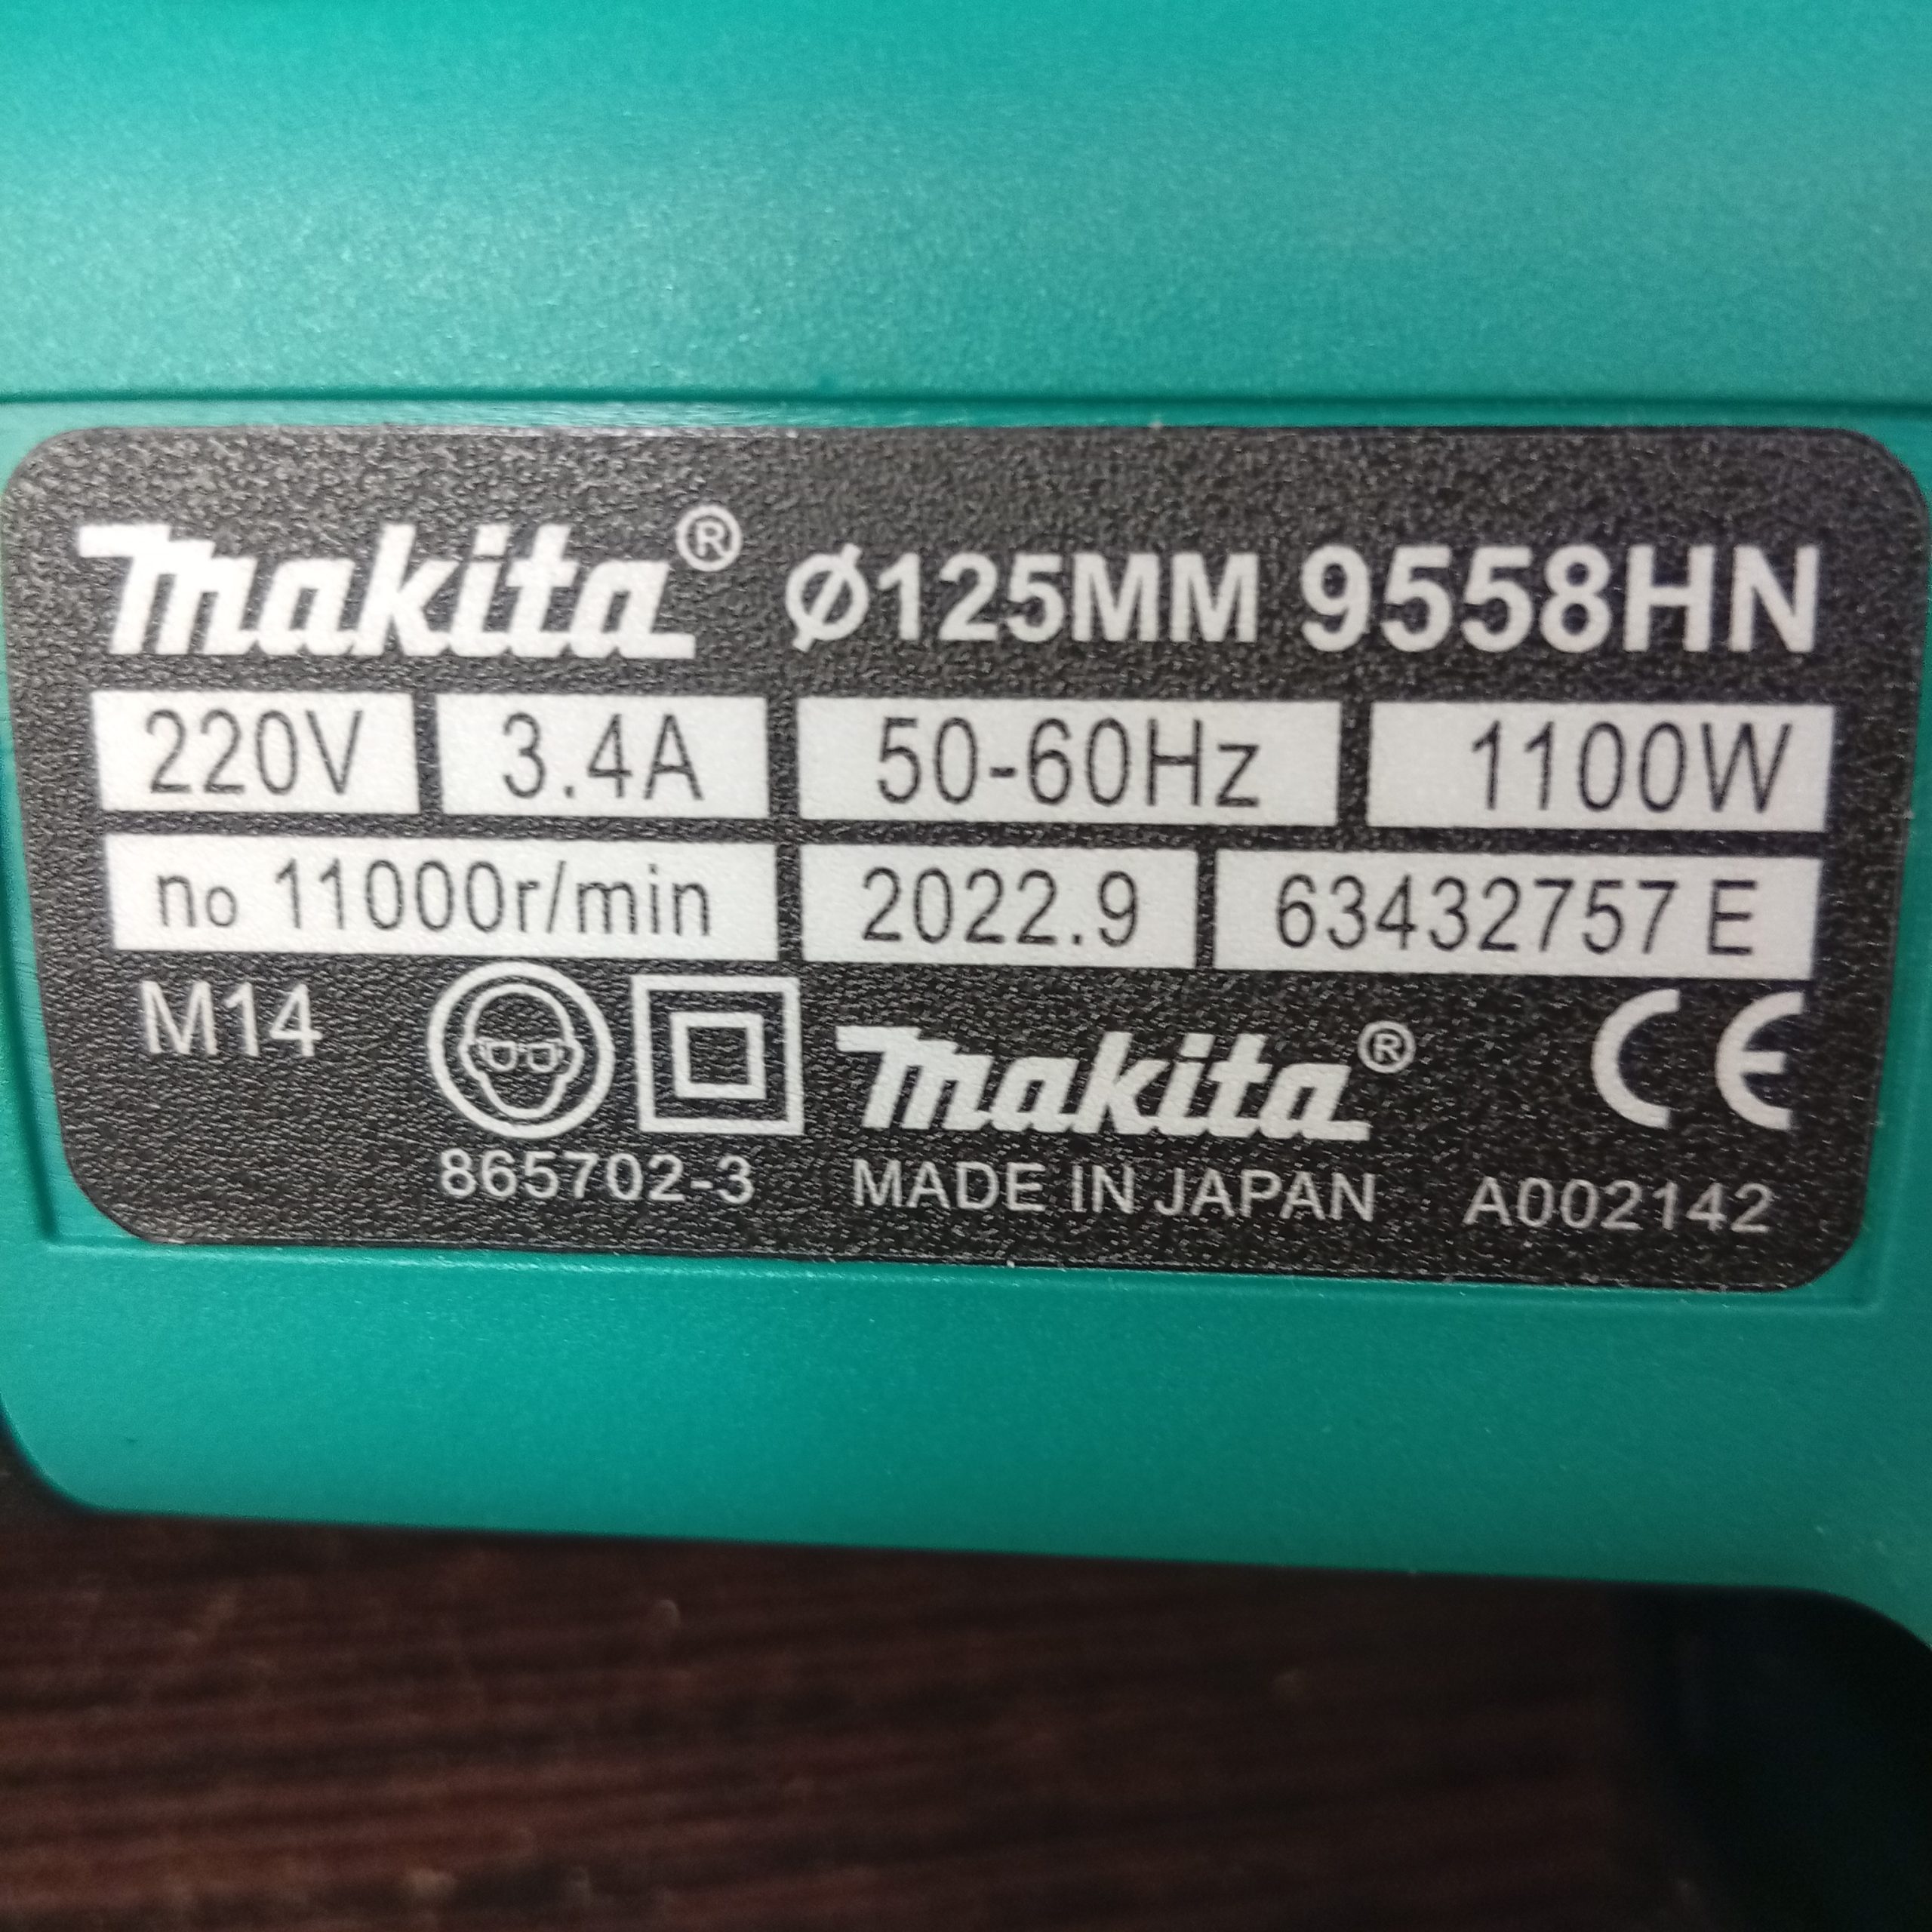 makita® Ø125MM 9558HN
220V 3.4A 50-60Hz 1100W
no 11000r/min 2022.9 63432757 E
M14 makita® CE
865702-3 MADE IN JAPAN A002142